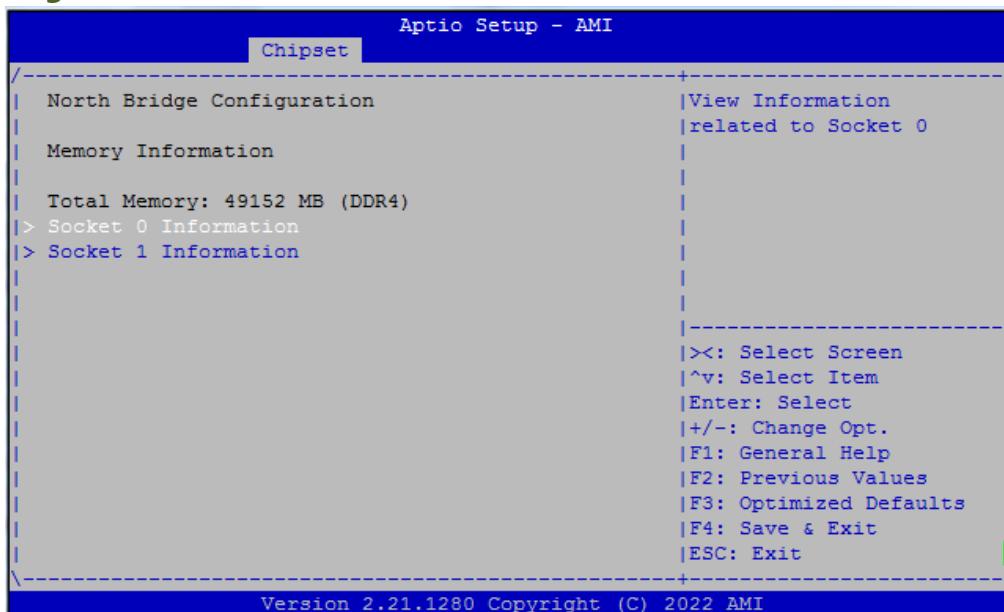 Aptio Setup - AMI
Chipset
North Bridge Configuration
Memory Information
Total Memory: 49152 MB (DDR4)
> Socket 0 Information
> Socket 1 Information
View Information
related to Socket 0
><: Select Screen
^v: Select Item
Enter: Select
+/-: Change Opt.
F1: General Help
F2: Previous Values
F3: Optimized Defaults
F4: Save & Exit
ESC: Exit
Version 2.21.1280 Copyright (C) 2022 AMI